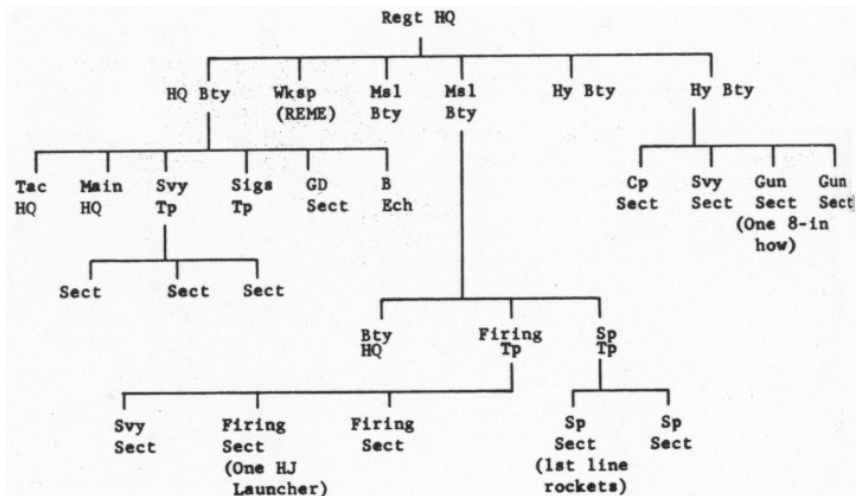 Regt HQ
HQ Bty
Wksp
(REME)
Msl
Bty
Msl
Bty
Hy Bty
Hy Bty
Tac
HQ
Main
HQ
Svy
Tp
Sigs
Tp
GD
Sect
B
Ech
Cp
Sect
Svy
Sect
Gun
Sect
(One 8-in
how)
Gun
Sect
Sect
Sect
Sect
Bty
HQ
Firing
Tp
Sp
Tp
Svy
Sect
Firing
Sect
(One HJ
Launcher)
Firing
Sect
Sp
Sect
(1st line
rockets)
Sp
Sect